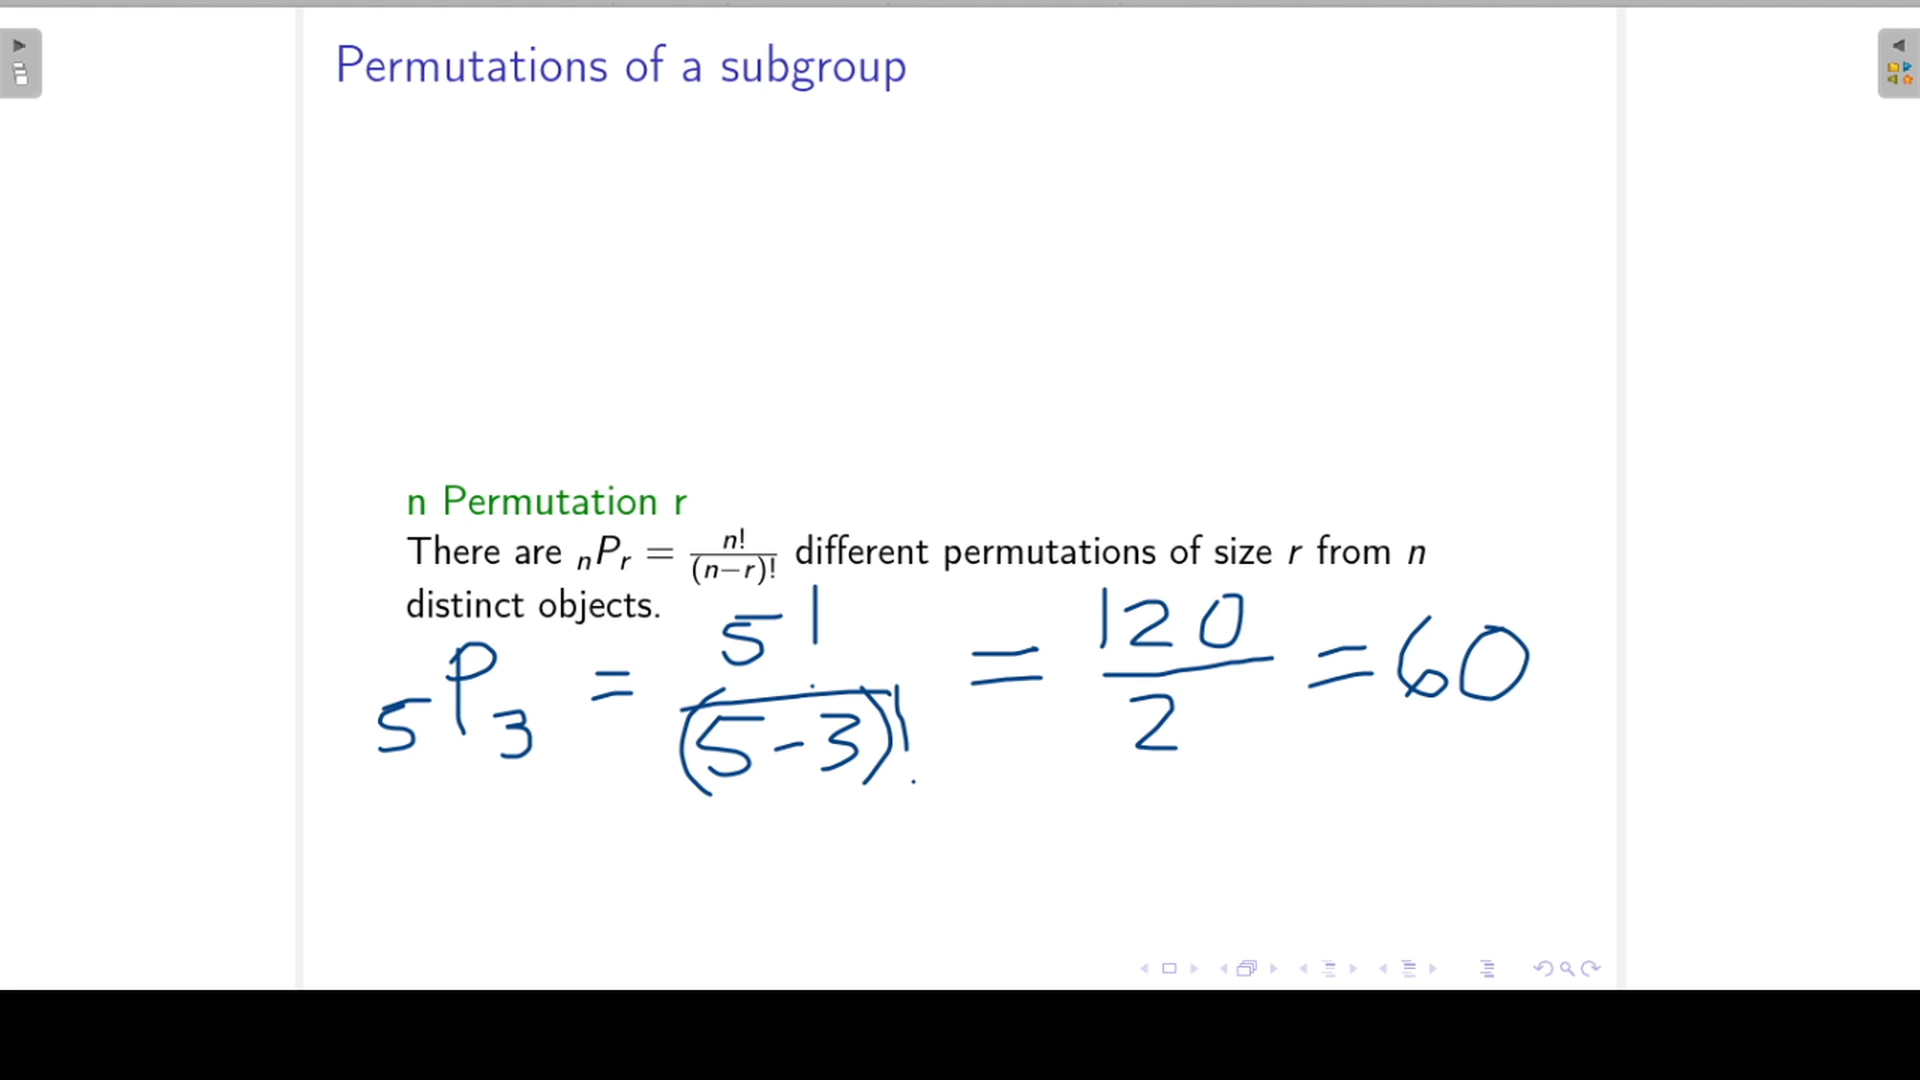 Permutations of a subgroup
n Permutation r
There are nPr = n!/(n−r)! different permutations of size r from n
distinct objects.
5P3 = 5!/(5-3)! = 120/2 = 60